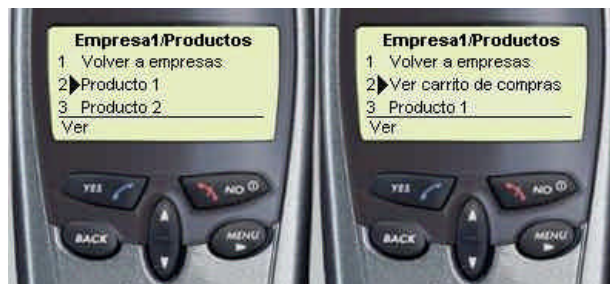 Empresa1/Productos
1 Volver a empresas
2 Producto 1
3 Producto 2
Ver
YES
NO
BACK
MENU
Empresa1/Productos
1 Volver a empresas
2 Ver carrito de compras
3 Producto 1
Ver
YES
NO
BACK
MENU